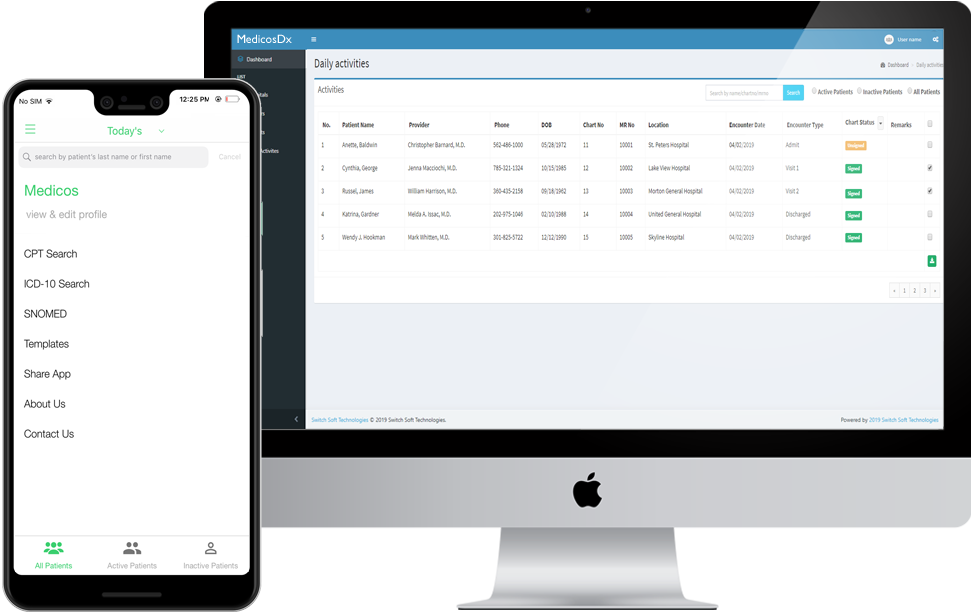 No SIM
12:25 PM
Today's
search by patient's last name or first name
Cancel
Medicos
view & edit profile
CPT Search
ICD-10 Search
SNOMED
Templates
Share App
About Us
Contact Us
All Patients Active Patients Inactive Patients
MedicosDx
User name
Dashboard
Daily activities
Dashboard Daily activities
Activities
Search by name/chartno/mrno Search Active Patients Inactive Patients All Patients
No. Patient Name Provider Phone DOB Chart No MR No Location Encounter Date Encounter Type Chart Status Remarks
1 Anette, Baldwin Christopher Barnard, M.D. 562-486-1000 05/28/1972 11 10001 St. Peters Hospital 04/02/2019 Admit Unsigned
2 Cynthia, George Jenna Macciochi, M.D. 785-321-1324 10/15/1985 12 10002 Lake View Hospital 04/02/2019 Visit 1 Signed
3 Russel, James William Harrison, M.D. 360-435-2158 09/18/1962 13 10003 Morton General Hospital 04/02/2019 Visit 2 Signed
4 Katrina, Gardner Melda A. Issac, M.D. 202-975-1046 02/10/1988 14 10004 United General Hospital 04/02/2019 Discharged Signed
5 Wendy J. Hookman Mark Whitten, M.D. 301-825-5722 12/12/1990 15 10005 Skyline Hospital 04/02/2019 Discharged Signed
« 1 2 3 »
Switch Soft Technologies © 2019 Switch Soft Technologies.
Powered by 2019 Switch Soft Technologies